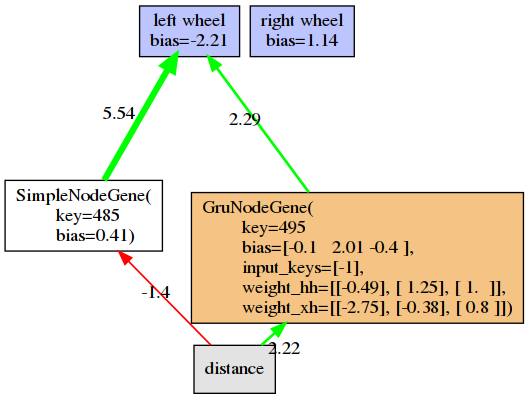 left wheel
bias=-2.21
right wheel
bias=1.14
5.54
2.29
SimpleNodeGene(
key=485
bias=0.41)
GruNodeGene(
key=495
bias=[-0.1   2.01 -0.4 ],
input_keys=[-1],
weight_hh=[[-0.49], [ 1.25], [ 1.  ]],
weight_xh=[[-2.75], [-0.38], [ 0.8 ]])
-1.4
2.22
distance